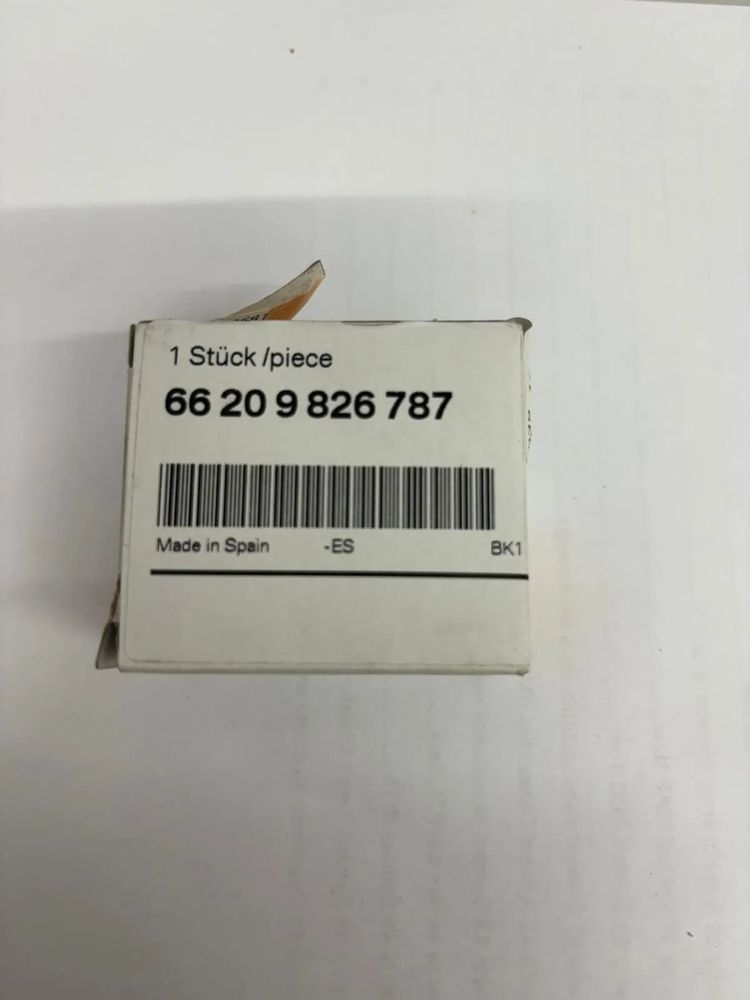 1 Stück /piece
66 20 9 826 787
Made in Spain -ES BK1